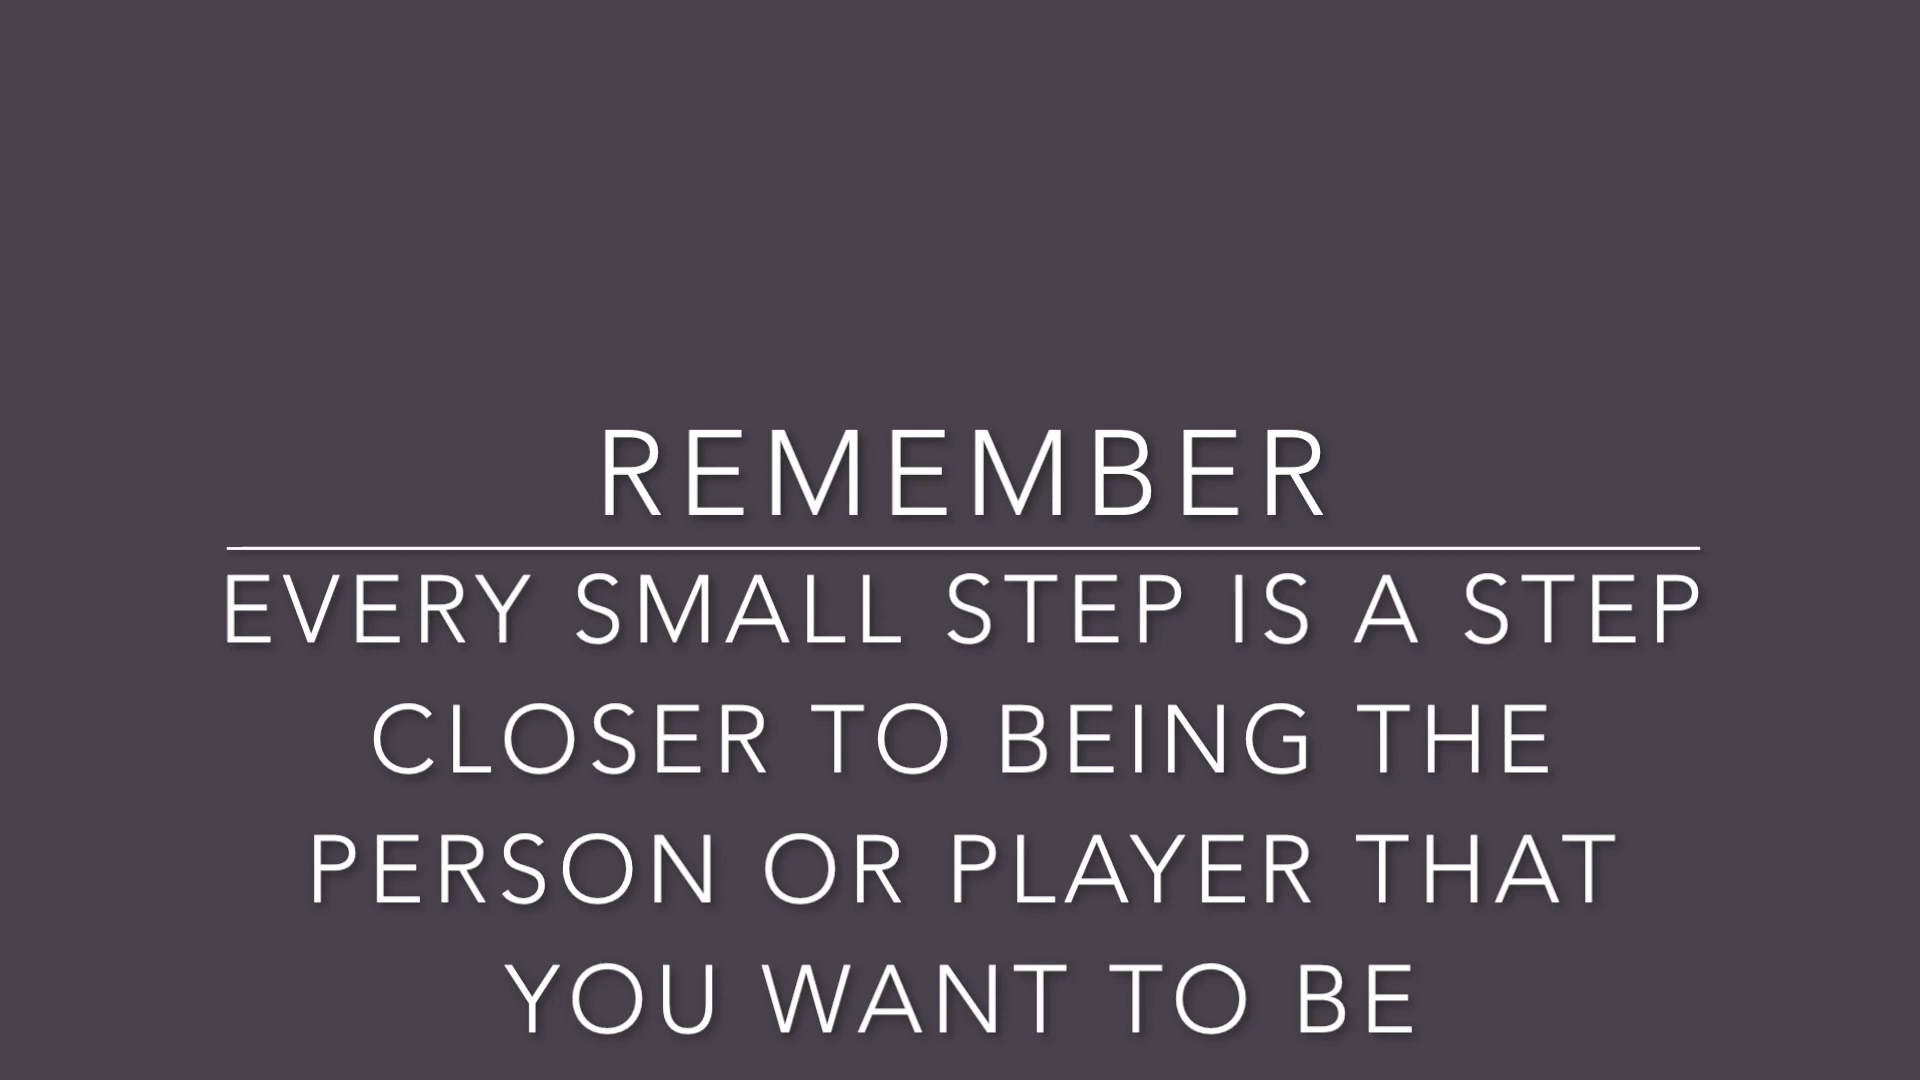 REMEMBER
EVERY SMALL STEP IS A STEP
CLOSER TO BEING THE
PERSON OR PLAYER THAT
YOU WANT TO BE